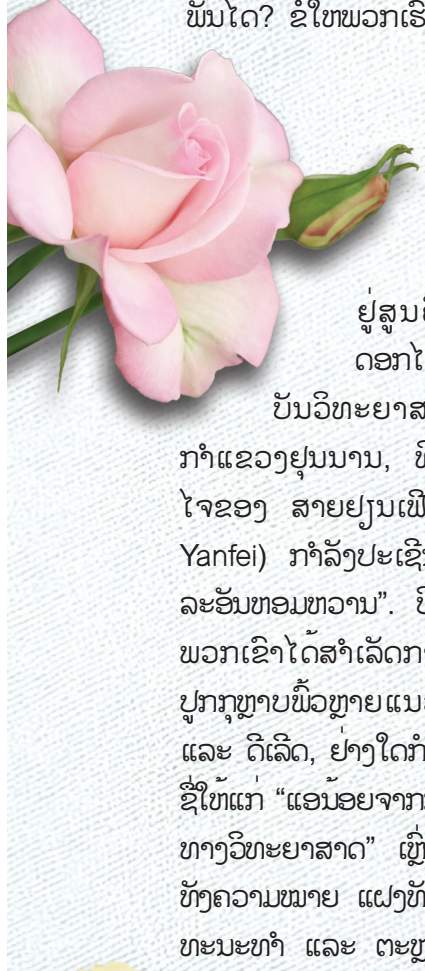 ພັນໄດ? ຂໍໃຫ້ພວກເຮົ
ຢູ່ສູນ
ດອກໄ
ບັນວິທະຍາສ
ກຳແຂວງຢຸນນານ,
ໄຈຂອງ ສາຍຢຽນເຟີ
Yanfei) ກຳລັງປະເຊີ
ລະອັນຫອມຫວານ”.
ພວກເຂົາໄດ້ສຳເລັດກາ
ປູກກຸຫຼາບພົ້ວຫຼາຍແນ
ແລະ ດີເລີດ, ຢ່າງໃດກໍ
ຊື່ໃຫ້ແກ່ “ແອນ້ອຍຈາກ
ທາງວິທະຍາສາດ” ເຫຼົ່
ທັງຄວາມໝາຍ ແຝງທັ
ທະນະທຳ ແລະ ຕະຫຼ